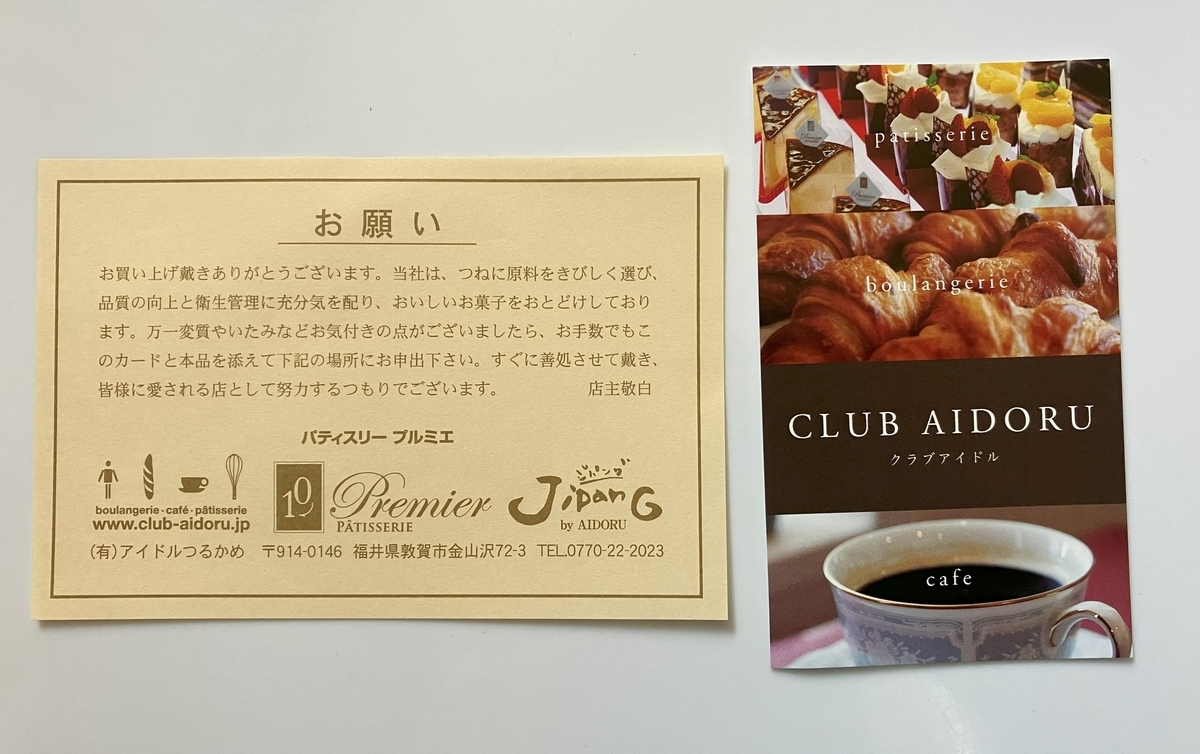 お願い
お買い上げ戴きありがとうございます。当社は、つねに原料をきびしく選び、
品質の向上と衛生管理に充分気を配り、おいしいお菓子をおとどけしており
ます。万一変質やいたみなどお気付きの点がございましたら、お手数でもこ
のカードと本品を添えて下記の場所にお申出下さい。すぐに善処させて戴き、
皆様に愛される店として努力するつもりでございます。 店主敬白
パティスリー プルミエ
boulangerie・café・pâtisserie
www.club-aidoru.jp
10
Premier
PÂTISSERIE
ジパング
JipanG
by AIDORU
(有)アイドルつるかめ 〒914-0146 福井県敦賀市金山沢72-3 TEL.0770-22-2023
patisserie
Premier
boulangerie
CLUB AIDORU
クラブアイドル
cafe